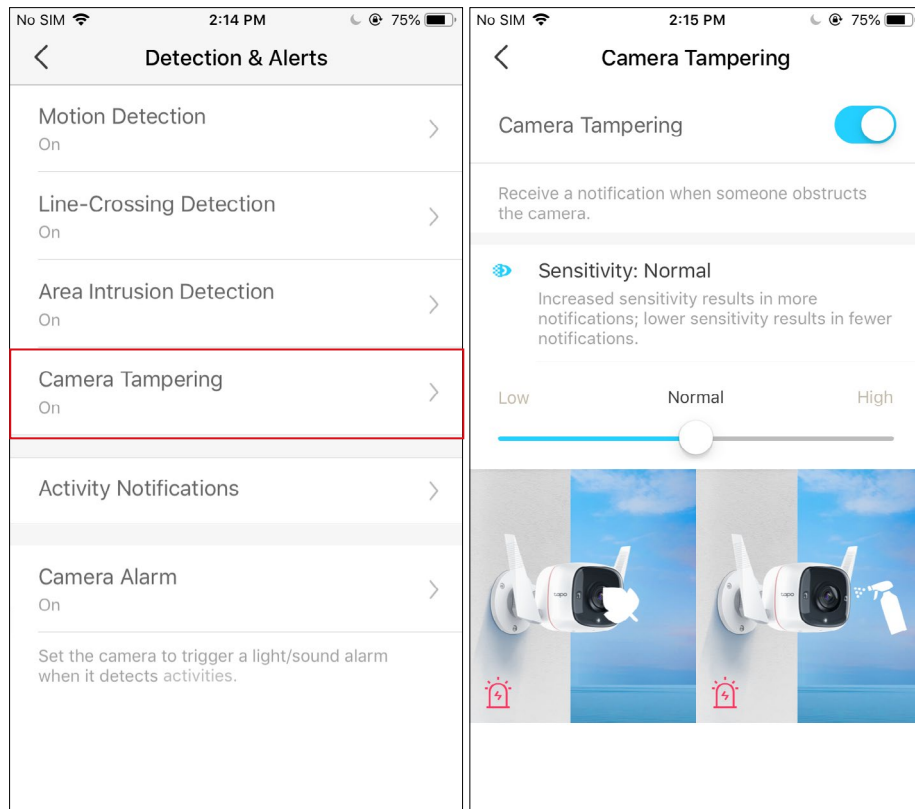 No SIM 2:14 PM 75%
Detection & Alerts
Motion Detection
On
Line-Crossing Detection
On
Area Intrusion Detection
On
Camera Tampering
On
Activity Notifications
Camera Alarm
On
Set the camera to trigger a light/sound alarm
when it detects activities.
No SIM 2:15 PM 75%
Camera Tampering
Camera Tampering
Receive a notification when someone obstructs
the camera.
Sensitivity: Normal
Increased sensitivity results in more
notifications; lower sensitivity results in fewer
notifications.
Low Normal High
tapo
tapo